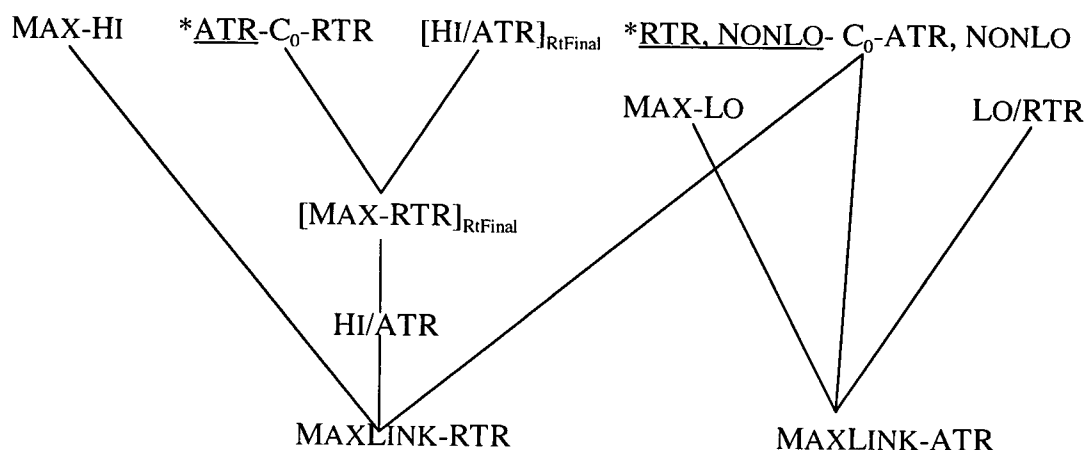 MAX-HI *ATR-C₀-RTR [HI/ATR]RtFinal *RTR, NONLO- C₀-ATR, NONLO
MAX-LO LO/RTR
[MAX-RTR]RtFinal
HI/ATR
MAXLINK-RTR MAXLINK-ATR